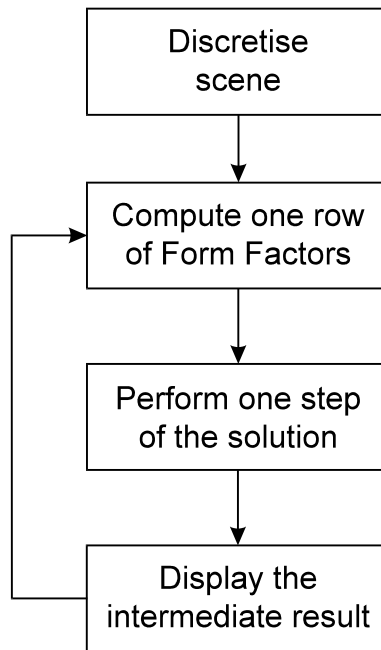 Discretise
scene
Compute one row
of Form Factors
Perform one step
of the solution
Display the
intermediate result